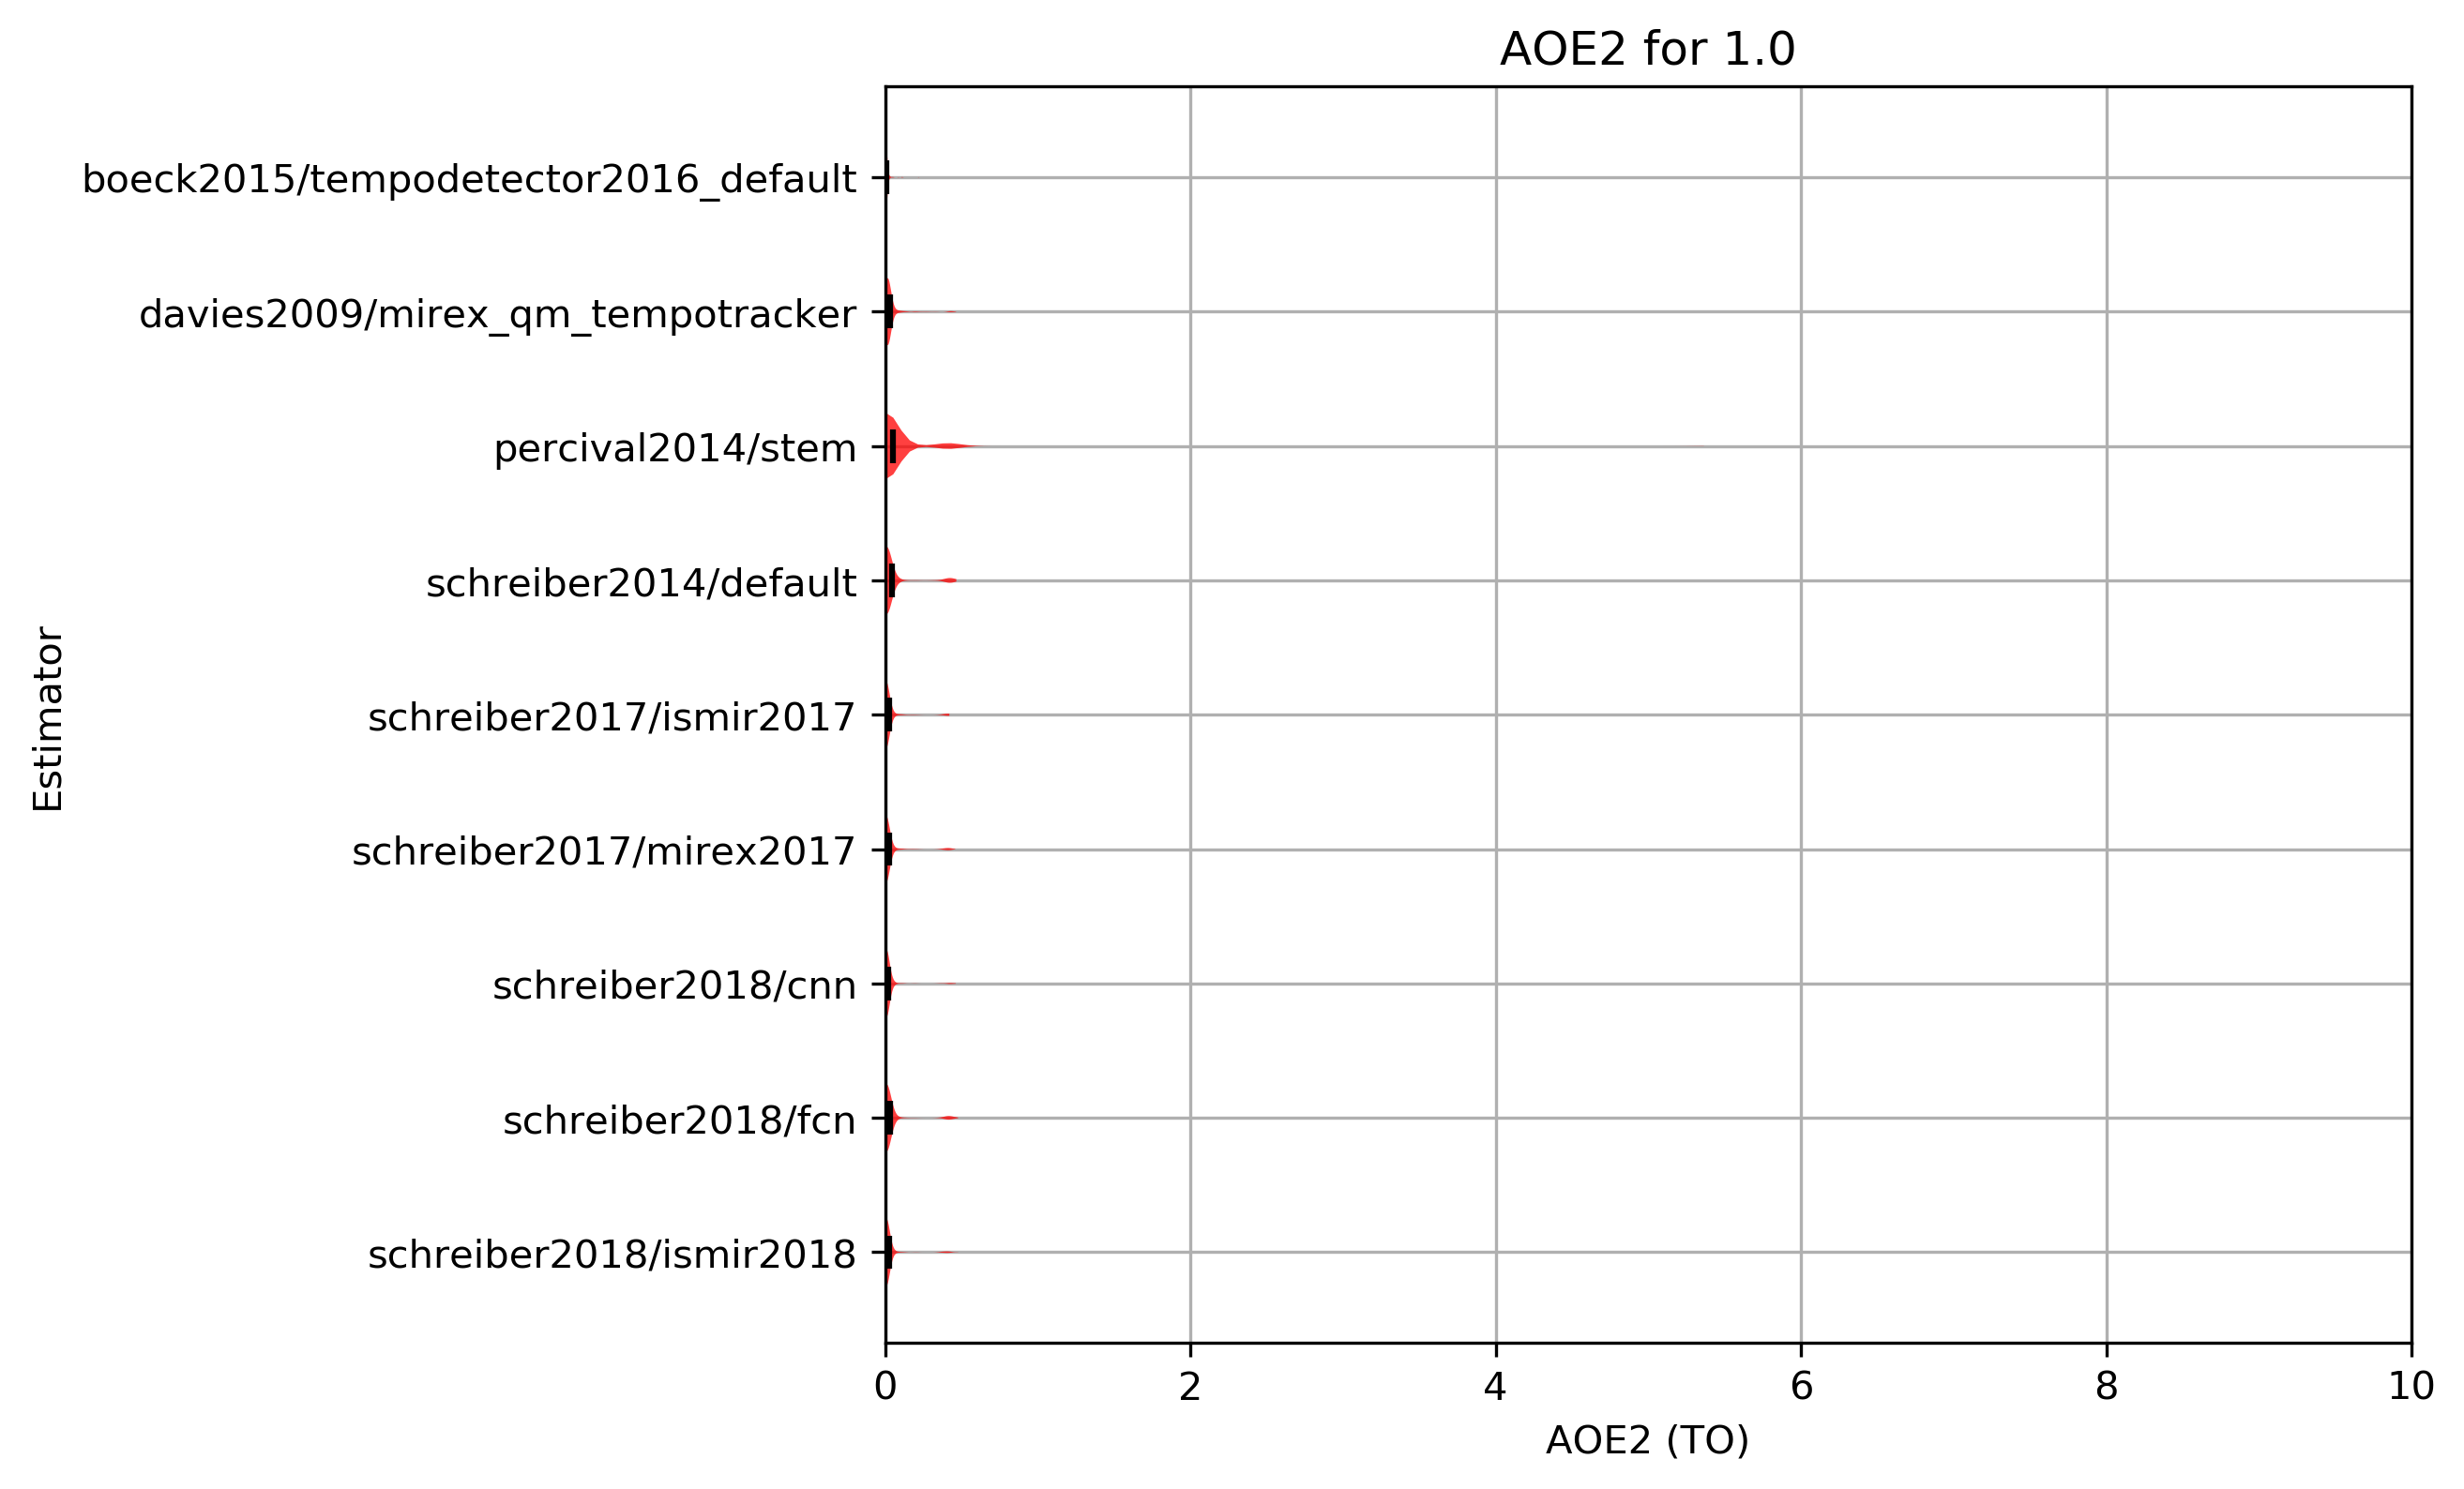 AOE2 for 1.0
boeck2015/tempodetector2016_default
davies2009/mirex_qm_tempotracker
percival2014/stem
schreiber2014/default
schreiber2017/ismir2017
schreiber2017/mirex2017
schreiber2018/cnn
schreiber2018/fcn
schreiber2018/ismir2018
Estimator
0 2 4 6 8 10
AOE2 (TO)